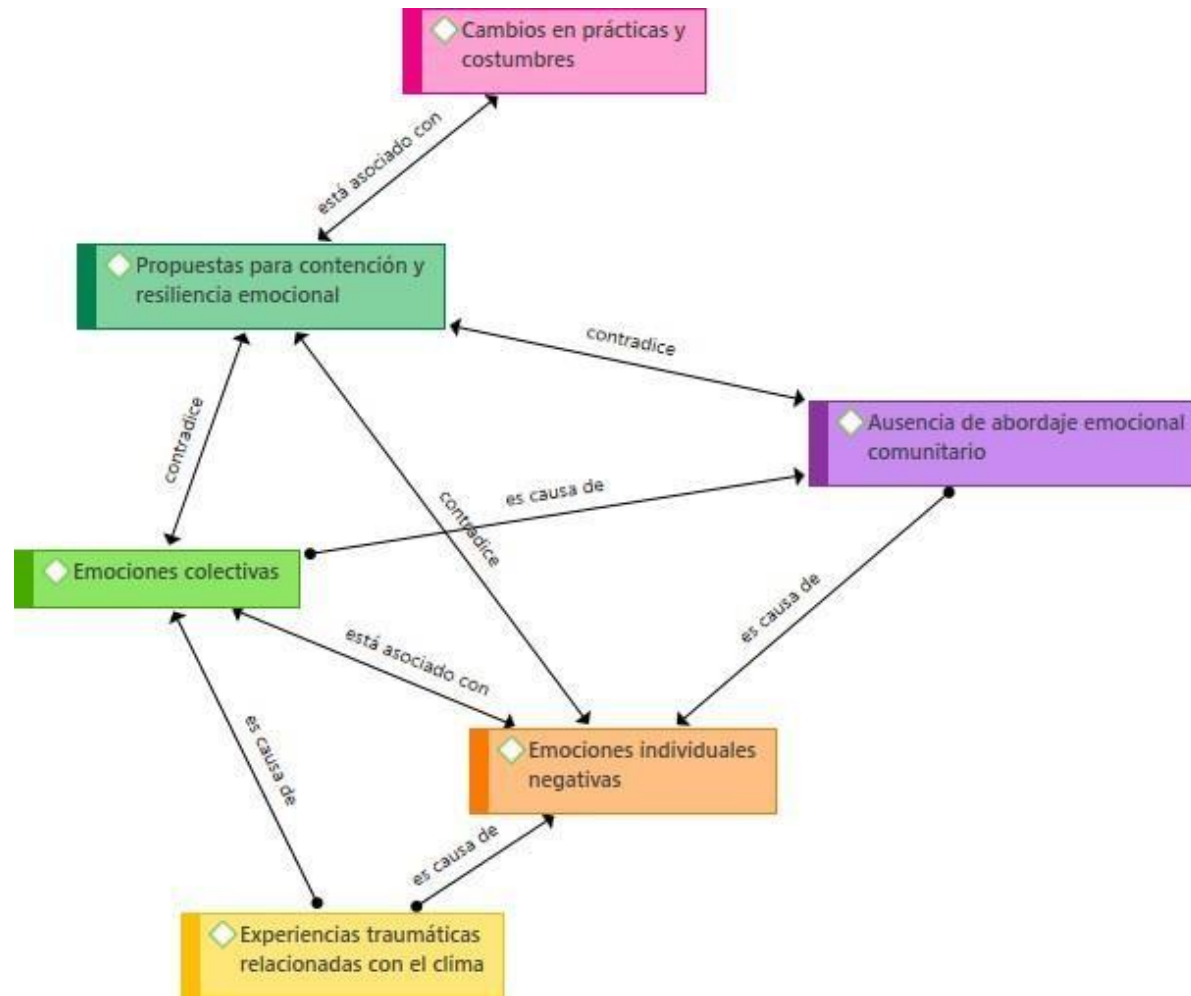 Cambios en prácticas y
costumbres
está asociado con
Propuestas para contención y
resiliencia emocional
contradice
contradice
contradice
Ausencia de abordaje emocional
comunitario
es causa de
Emociones colectivas
es causa de
está asociado con
es causa de
Emociones individuales
negativas
es causa de
Experiencias traumáticas
relacionadas con el clima